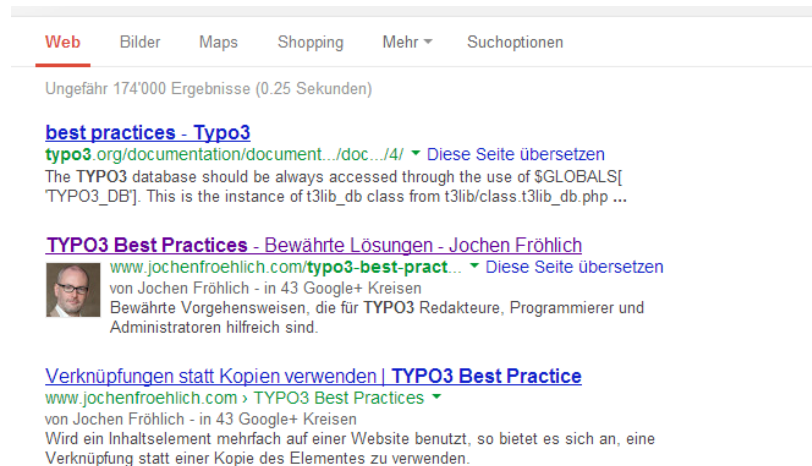 Web Bilder Maps Shopping Mehr Suchoptionen
Ungefähr 174'000 Ergebnisse (0.25 Sekunden)
best practices - Typo3
typo3.org/documentation/document.../doc.../4/ Diese Seite übersetzen
The TYPO3 database should be always accessed through the use of $GLOBALS[
'TYPO3_DB']. This is the instance of t3lib_db class from t3lib/class.t3lib_db.php ...
TYPO3 Best Practices - Bewährte Lösungen - Jochen Fröhlich
www.jochenfroehlich.com/typo3-best-pract... Diese Seite übersetzen
von Jochen Fröhlich - in 43 Google+ Kreisen
Bewährte Vorgehensweisen, die für TYPO3 Redakteure, Programmierer und
Administratoren hilfreich sind.
Verknüpfungen statt Kopien verwenden | TYPO3 Best Practice
www.jochenfroehlich.com › TYPO3 Best Practices
von Jochen Fröhlich - in 43 Google+ Kreisen
Wird ein Inhaltselement mehrfach auf einer Website benutzt, so bietet es sich an, eine
Verknüpfung statt einer Kopie des Elementes zu verwenden.